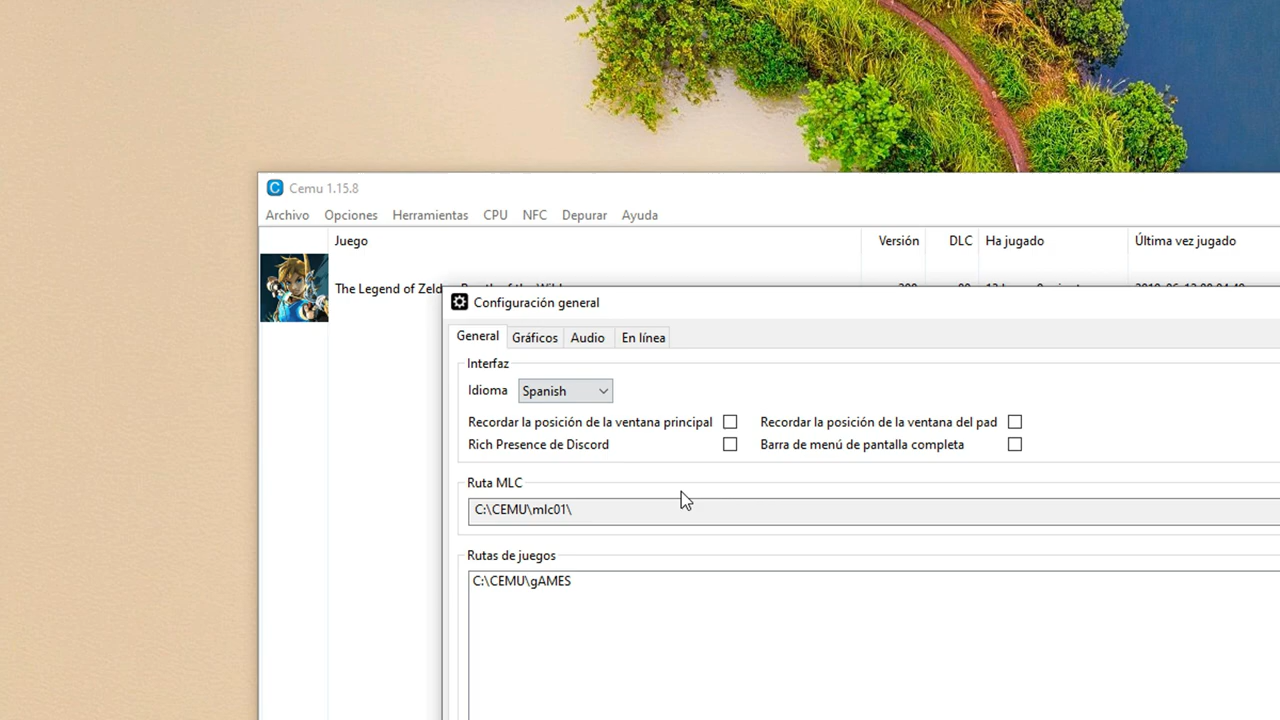 Cemu 1.15.8
Archivo Opciones Herramientas CPU NFC Depurar Ayuda
Juego Versión DLC Ha jugado Última vez jugado
The Legend of Zeld
Configuración general
General Gráficos Audio En línea
Interfaz
Idioma Spanish
Recordar la posición de la ventana principal Recordar la posición de la ventana del pad
Rich Presence de Discord Barra de menú de pantalla completa
Ruta MLC
C:\CEMU\mlc01\
Rutas de juegos
C:\CEMU\gAMES